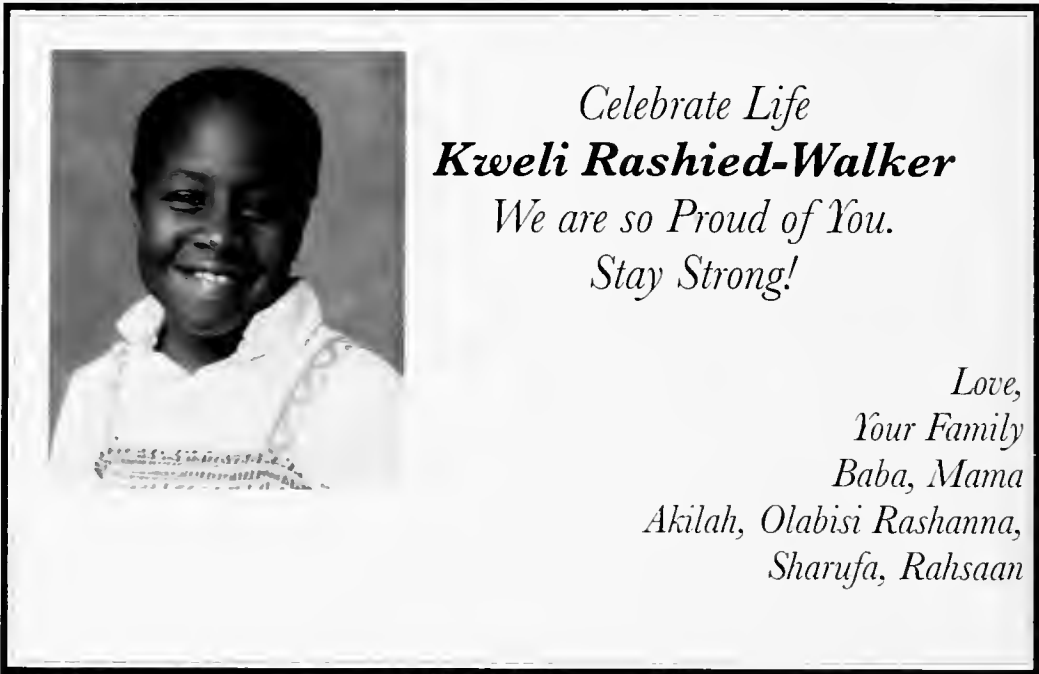 Celebrate Life
Kweli Rashied-Walker
We are so Proud of You.
Stay Strong!
Love,
Your Family
Baba, Mama
Akilah, Olabisi Rashanna,
Sharufa, Rahsaan